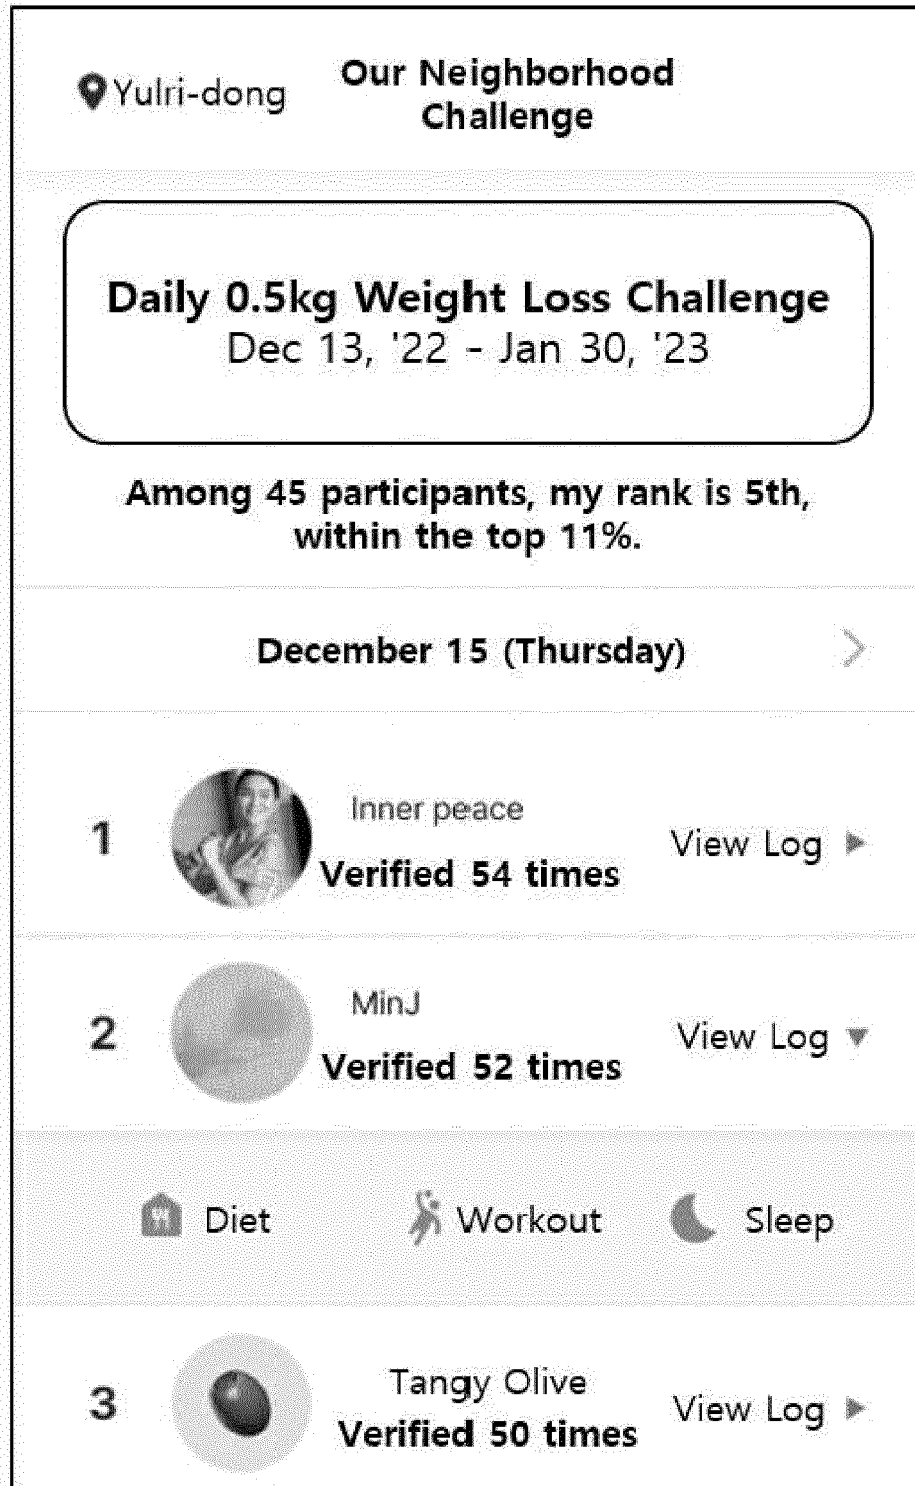 Yulri-dong
Our Neighborhood
Challenge
Daily 0.5kg Weight Loss Challenge
Dec 13, '22 - Jan 30, '23
Among 45 participants, my rank is 5th,
within the top 11%.
December 15 (Thursday)
1
Inner peace
Verified 54 times
View Log
2
MinJ
Verified 52 times
View Log
Diet Workout Sleep
3
Tangy Olive
Verified 50 times
View Log